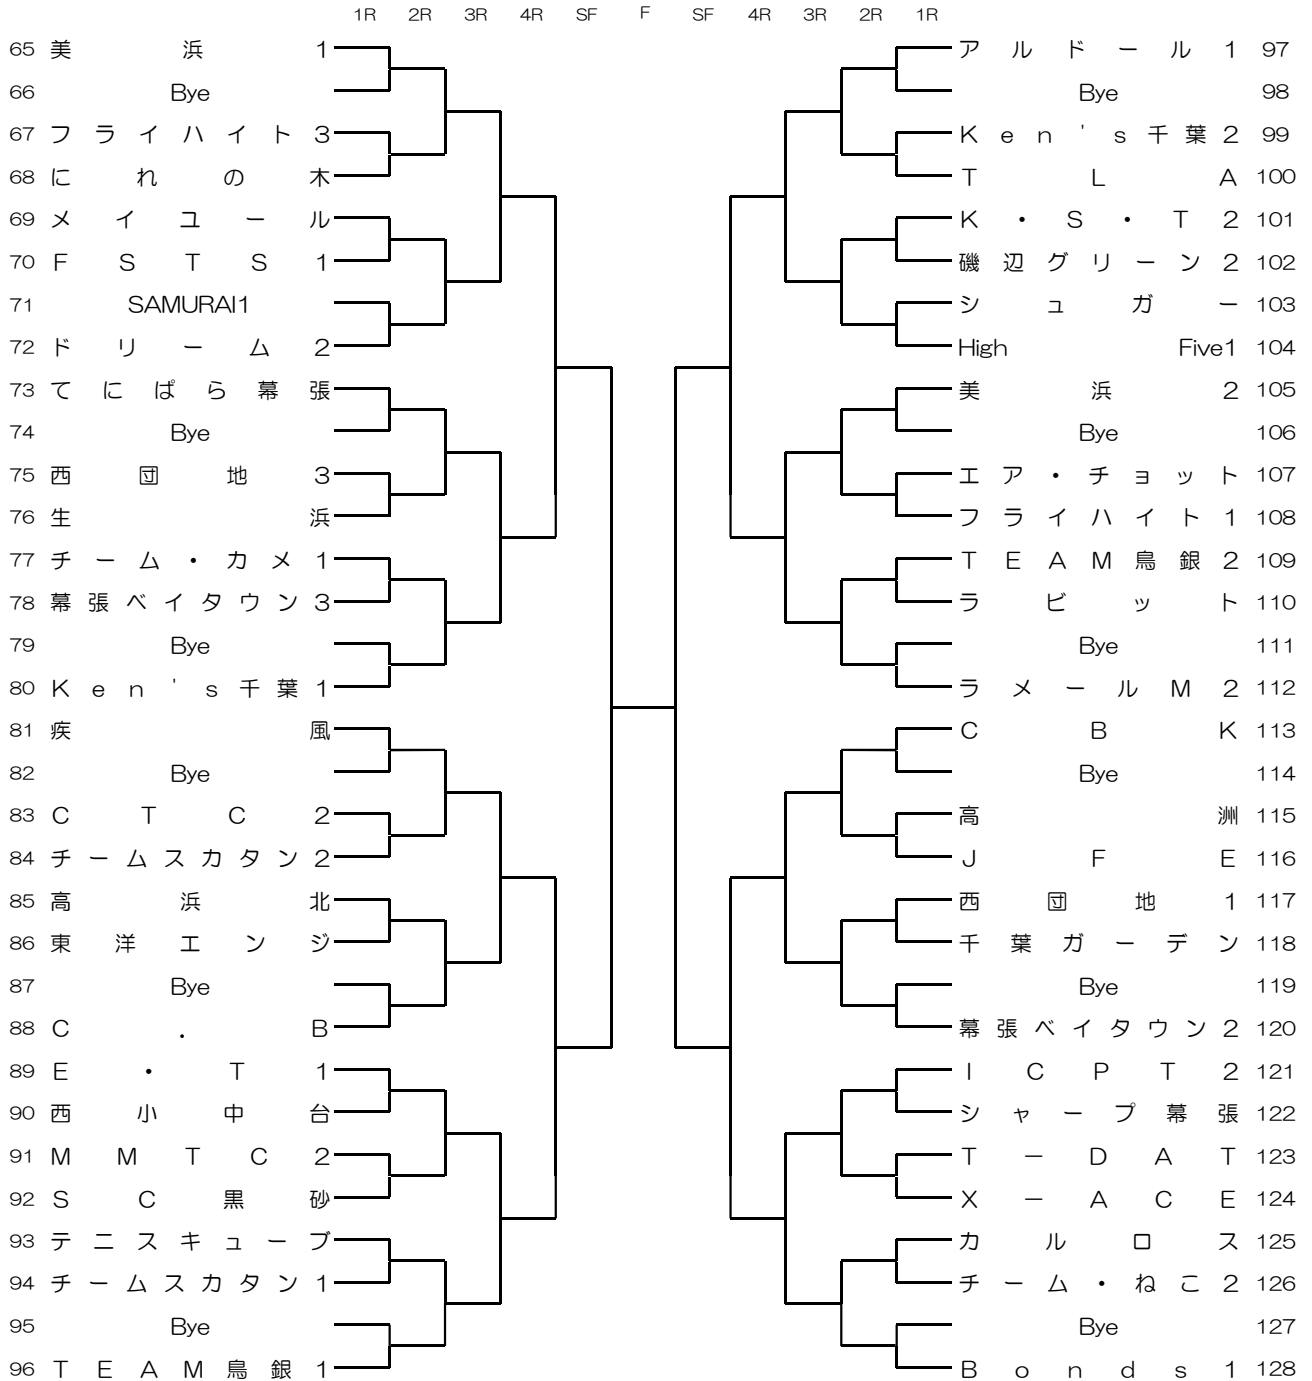 1R 2R 3R 4R SF F SF 4R 3R 2R 1R
65 美浜1 アルドール1 97
66 Bye Bye 98
67 フライハイト3 Ken's千葉2 99
68 にれの木 TLA 100
69 メイユール K・S・T2 101
70 FSTS1 磯辺グリーン2 102
71 SAMURAI1 シュガー 103
72 ドリーム2 High Five1 104
73 てにぱら幕張 美浜2 105
74 Bye Bye 106
75 西団地3 エア・チョット 107
76 生浜 フライハイト1 108
77 チーム・カメ1 TEAM鳥銀2 109
78 幕張ベイタウン3 ラビット 110
79 Bye Bye 111
80 Ken's千葉1 ラメールM2 112
81 疾風 CBK 113
82 Bye Bye 114
83 CTC2 高洲 115
84 チームスカタン2 JFE 116
85 高浜北 西団地1 117
86 東洋エンジ 千葉ガーデン 118
87 Bye Bye 119
88 C.B 幕張ベイタウン2 120
89 E・T1 ICPT2 121
90 西小中台 シャープ幕張 122
91 MMTC2 T−DAT 123
92 SC黒砂 X−ACE 124
93 テニスキューブ カルロス 125
94 チームスカタン1 チーム・ねこ2 126
95 Bye Bye 127
96 TEAM鳥銀1 Bonds1 128